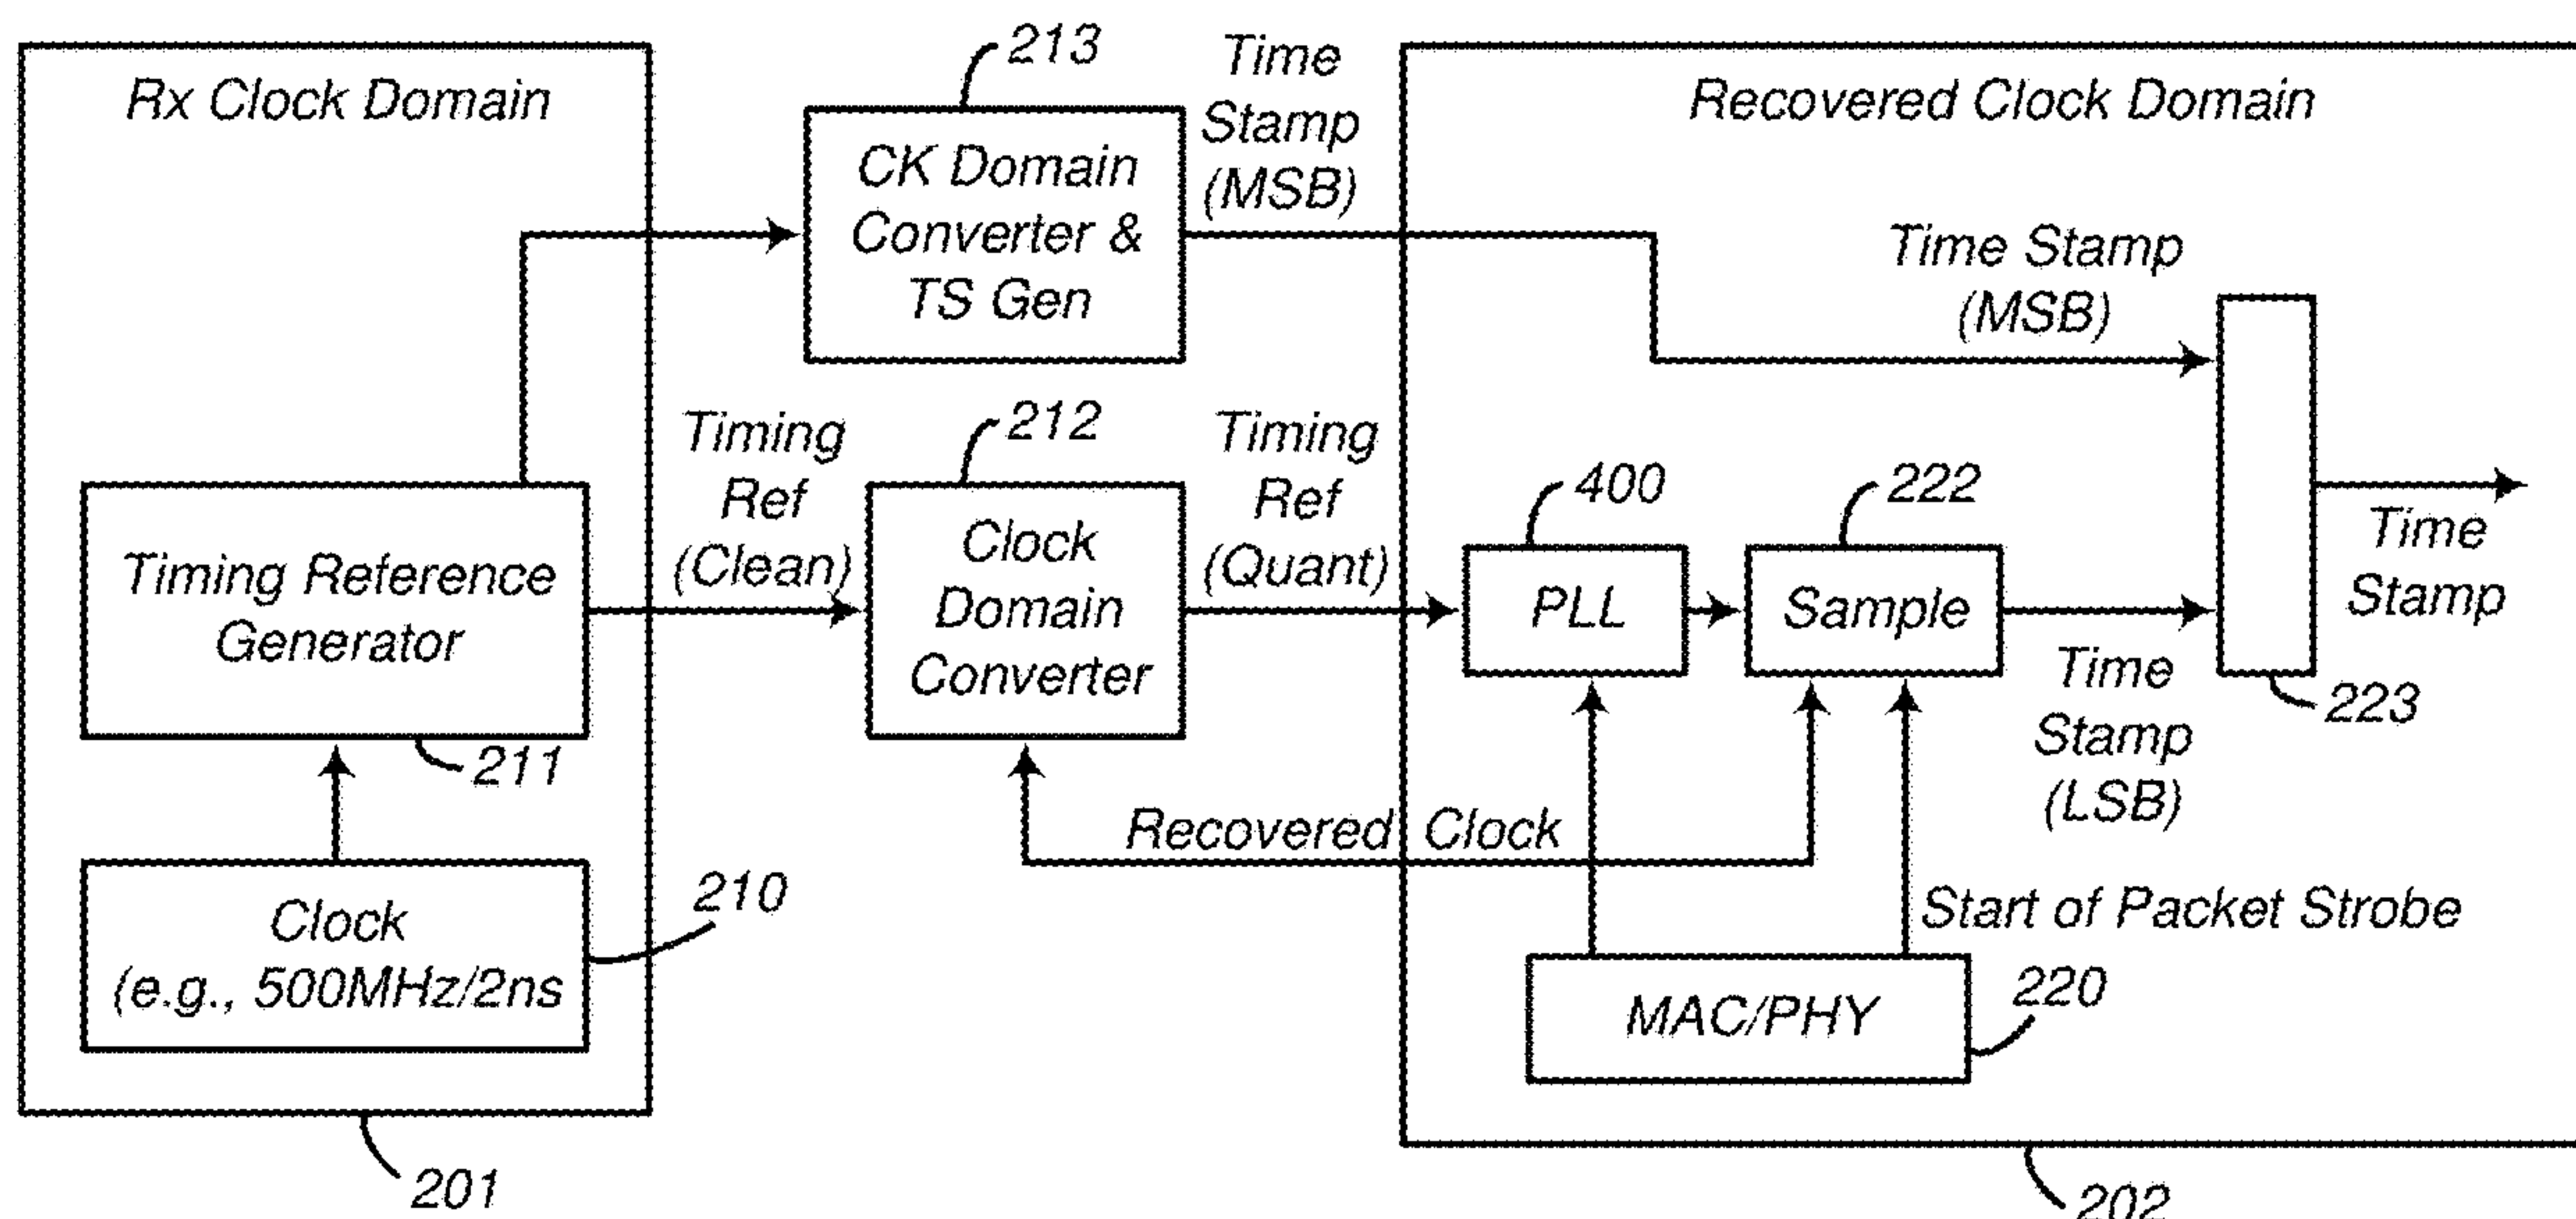 Rx Clock Domain
213
CK Domain
Converter &
TS Gen
Time
Stamp
(MSB)
Recovered Clock Domain
Time Stamp
(MSB)
Timing Reference
Generator
211
Timing
Ref
(Clean)
212
Clock
Domain
Converter
Timing
Ref
(Quant)
400
PLL
222
Sample
Time
Stamp
(LSB)
223
Time
Stamp
Recovered Clock
Clock
(e.g., 500MHz/2ns
210
Start of Packet Strobe
MAC/PHY
220
201
202